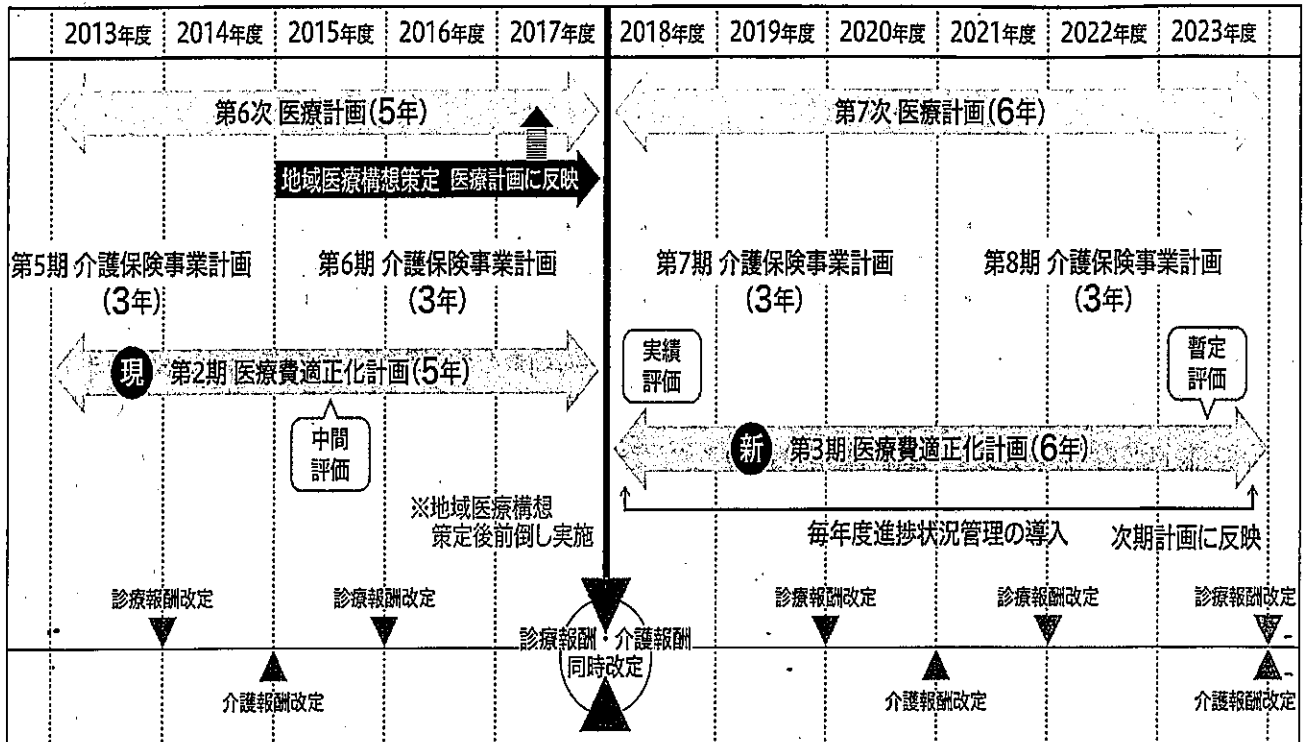 2013年度 2014年度 2015年度 2016年度 2017年度 2018年度 2019年度 2020年度 2021年度 2022年度 2023年度
第6次 医療計画(5年)
第7次 医療計画(6年)
地域医療構想策定 医療計画に反映
第5期 介護保険事業計画
(3年)
第6期 介護保険事業計画
(3年)
第7期 介護保険事業計画
(3年)
第8期 介護保険事業計画
(3年)
現 第2期 医療費適正化計画(5年)
中間
評価
実績
評価
暫定
評価
新 第3期 医療費適正化計画(6年)
※地域医療構想
策定後前倒し実施
毎年度進捗状況管理の導入
次期計画に反映
診療報酬改定
診療報酬改定
診療報酬・介護報酬
同時改定
診療報酬改定
診療報酬改定
診療報酬改定
介護報酬改定
介護報酬改定
介護報酬改定